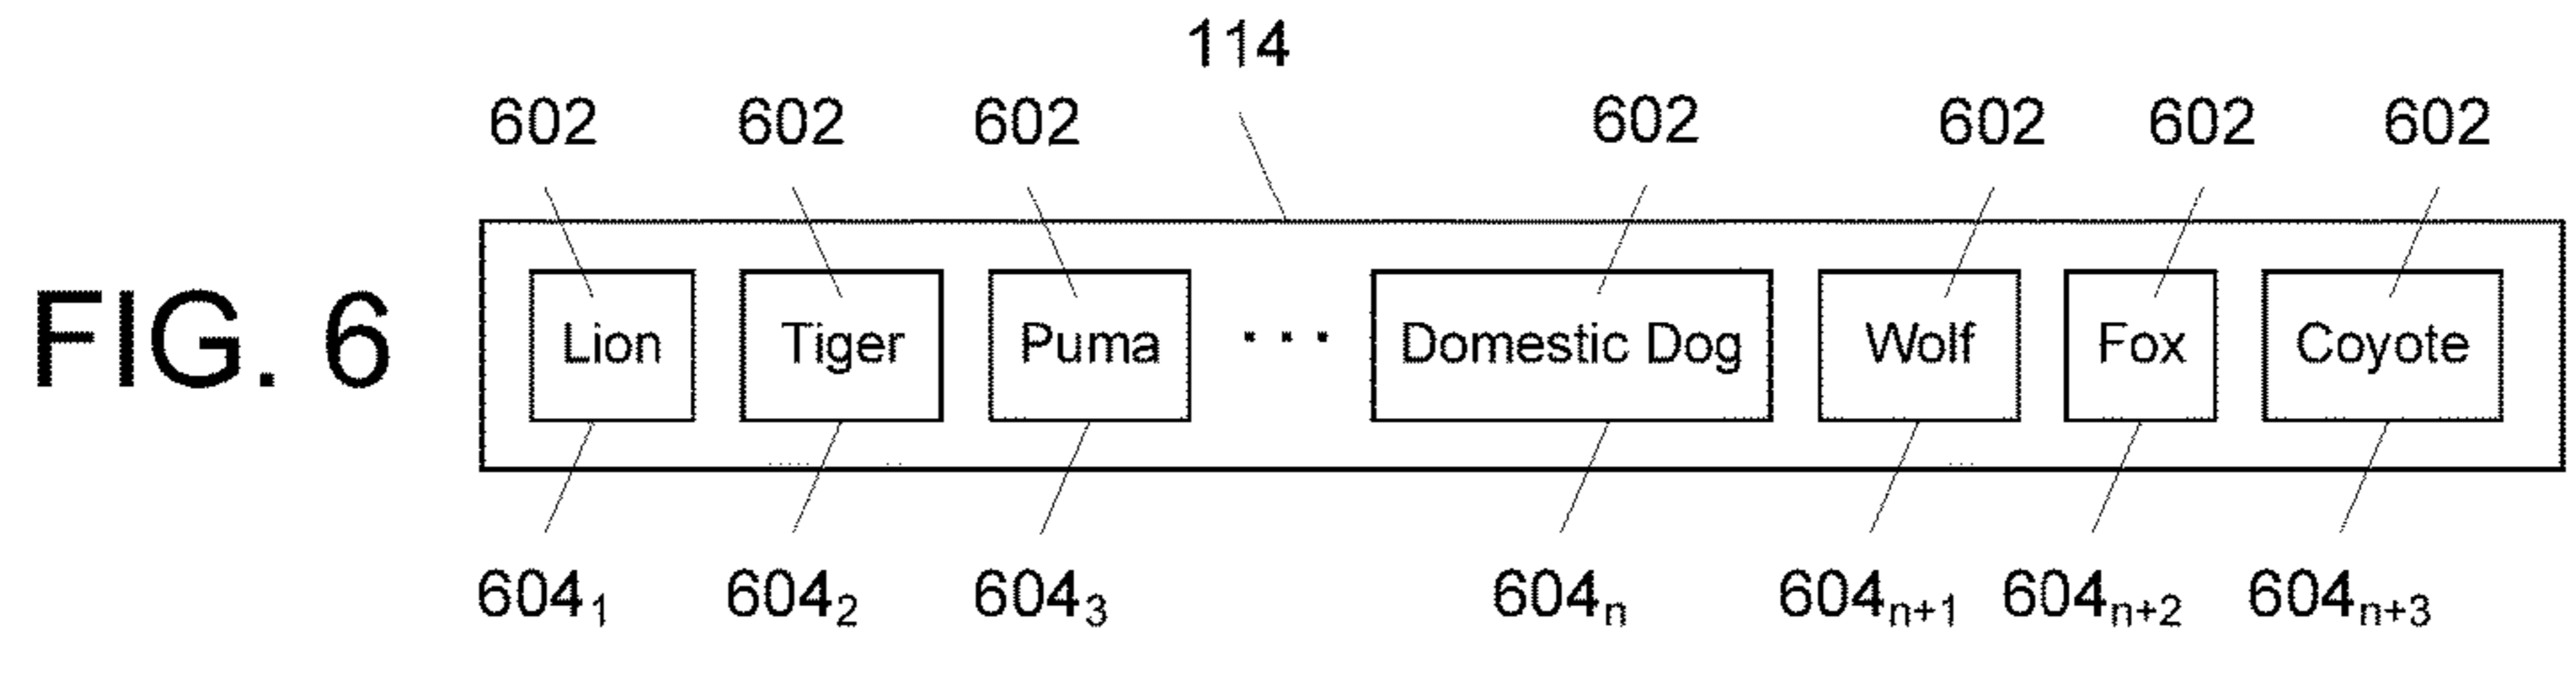 114
602 602 602 602 602 602 602
FIG. 6 Lion Tiger Puma ... Domestic Dog Wolf Fox Coyote
604₁ 604₂ 604₃ 604ₙ 604ₙ₊₁ 604ₙ₊₂ 604ₙ₊₃